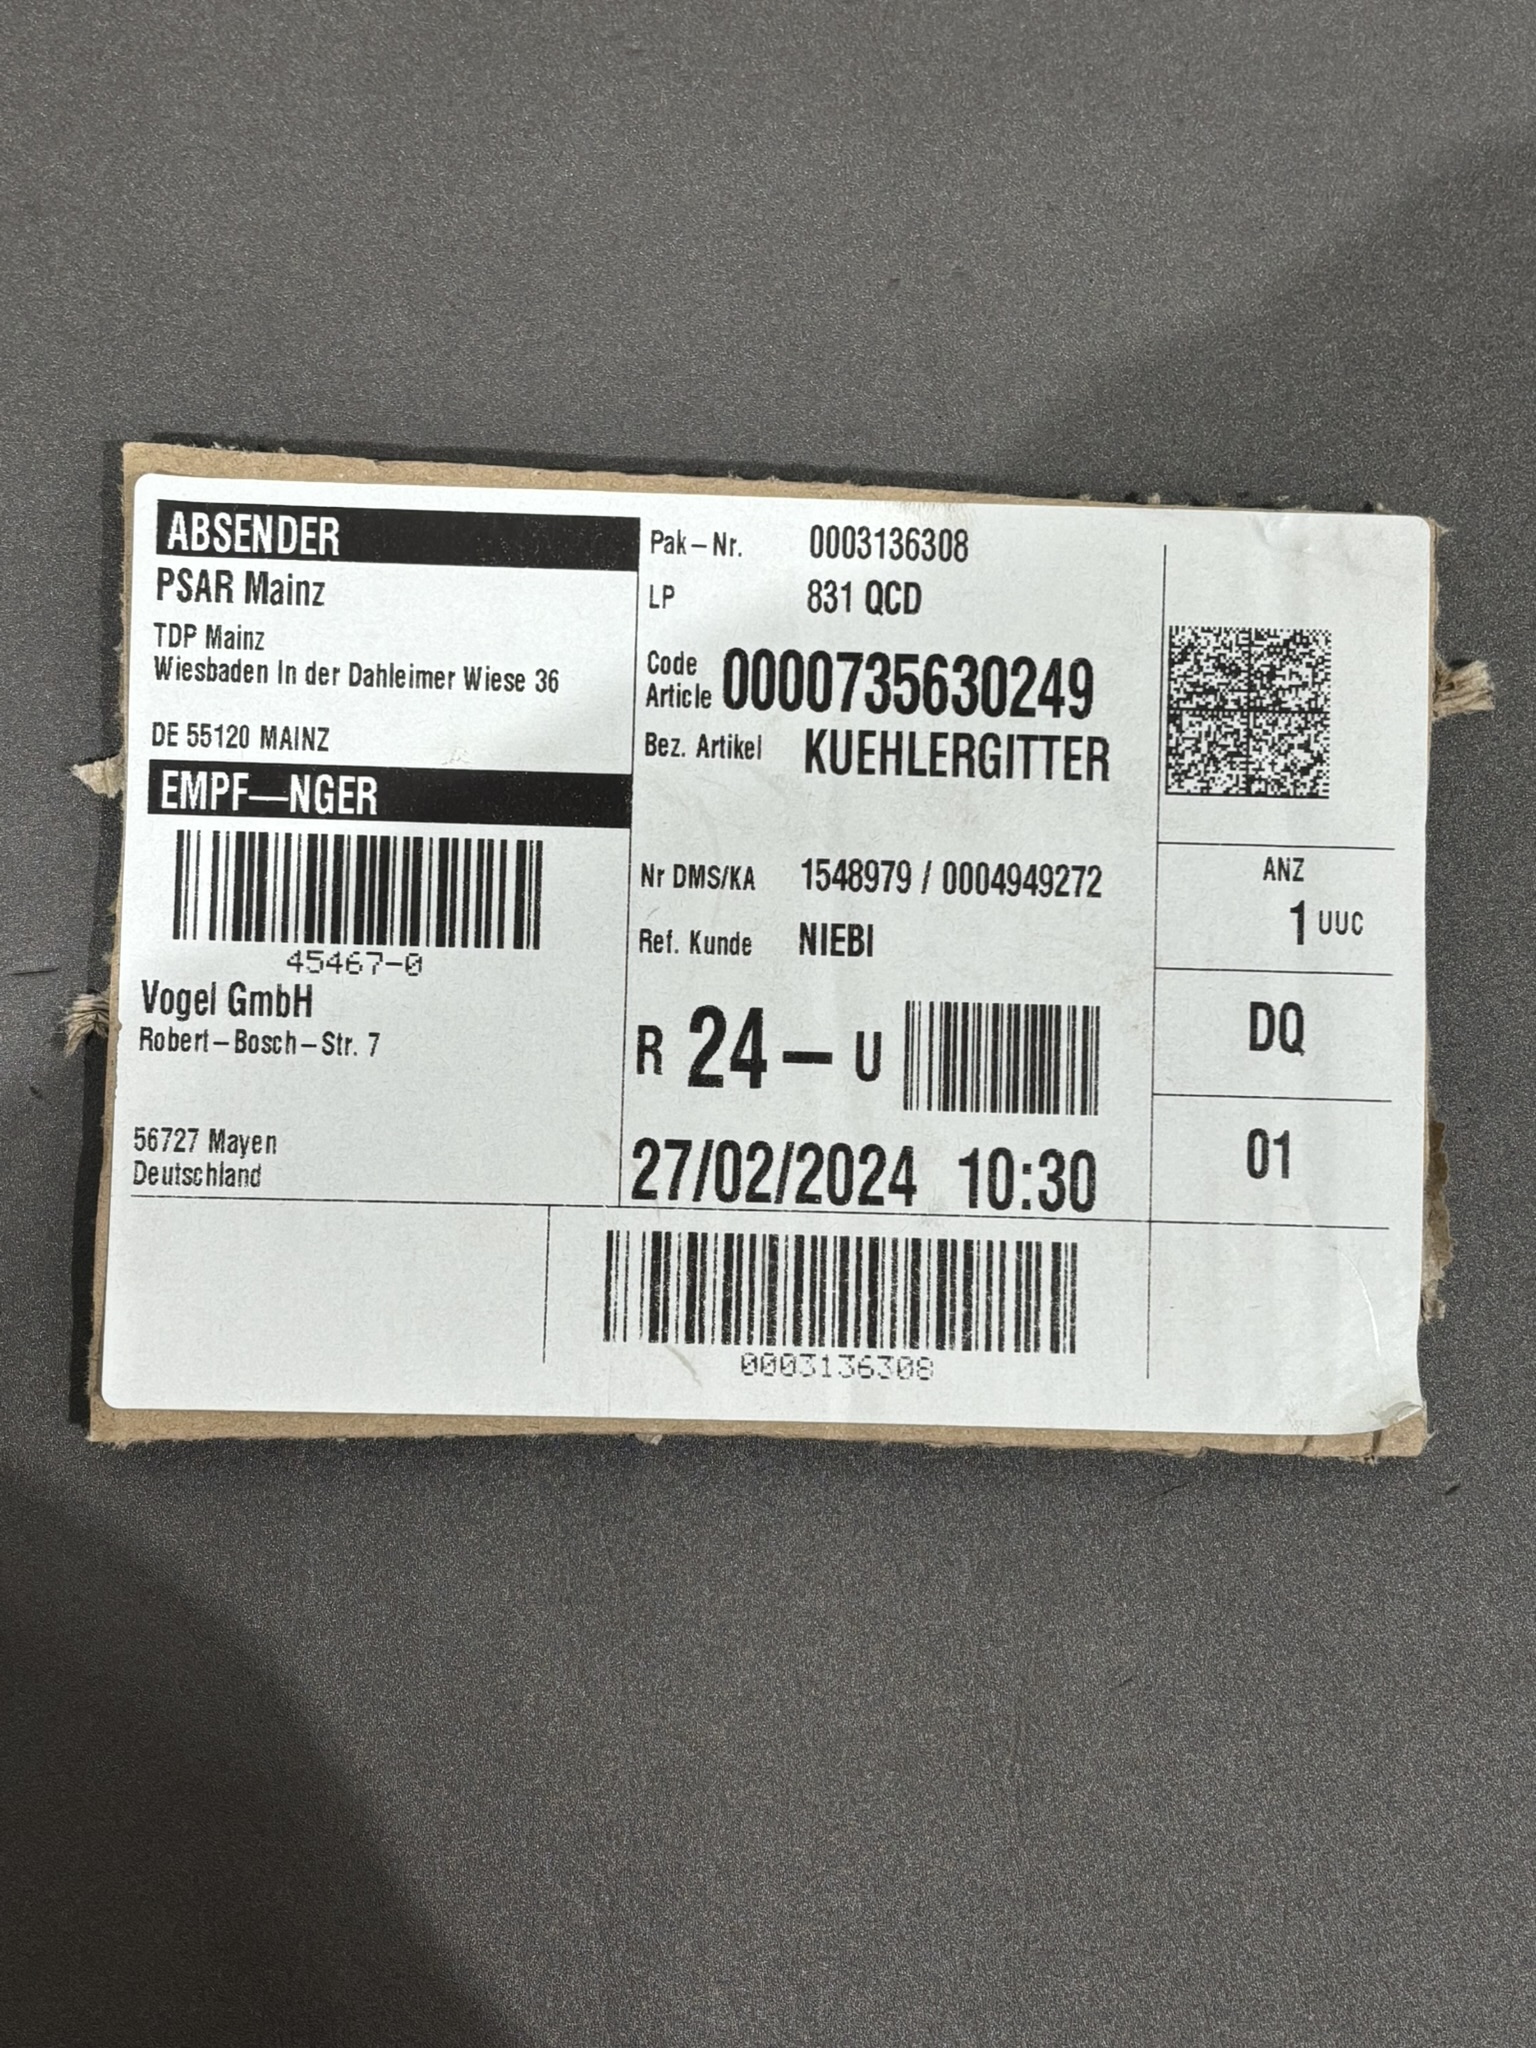 ABSENDER
PSAR Mainz
TDP Mainz
Wiesbaden In der Dahleimer Wiese 36
DE 55120 MAINZ
EMPF—NGER
45467-0
Vogel GmbH
Robert-Bosch-Str. 7
56727 Mayen
Deutschland
Pak-Nr. 0003136308
LP 831 QCD
Code
Article 0000735630249
Bez. Artikel KUEHLERGITTER
Nr DMS/KA 1548979 / 0004949272
Ref. Kunde NIEBI
R 24 - U
27/02/2024 10:30
ANZ
1 UUC
DQ
01
0003136308